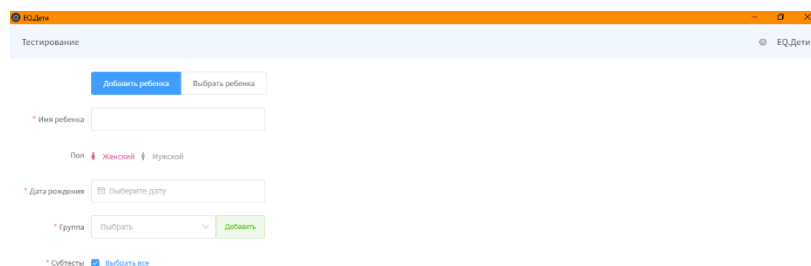 EQ.Дети
Тестирование EQ.Дети
Добавить ребенка Выбрать ребенка
* Имя ребенка
Пол Женский Мужской
* Дата рождения Выберите дату
* Группа Выбрать Добавить
* Субтесты Выбрать все